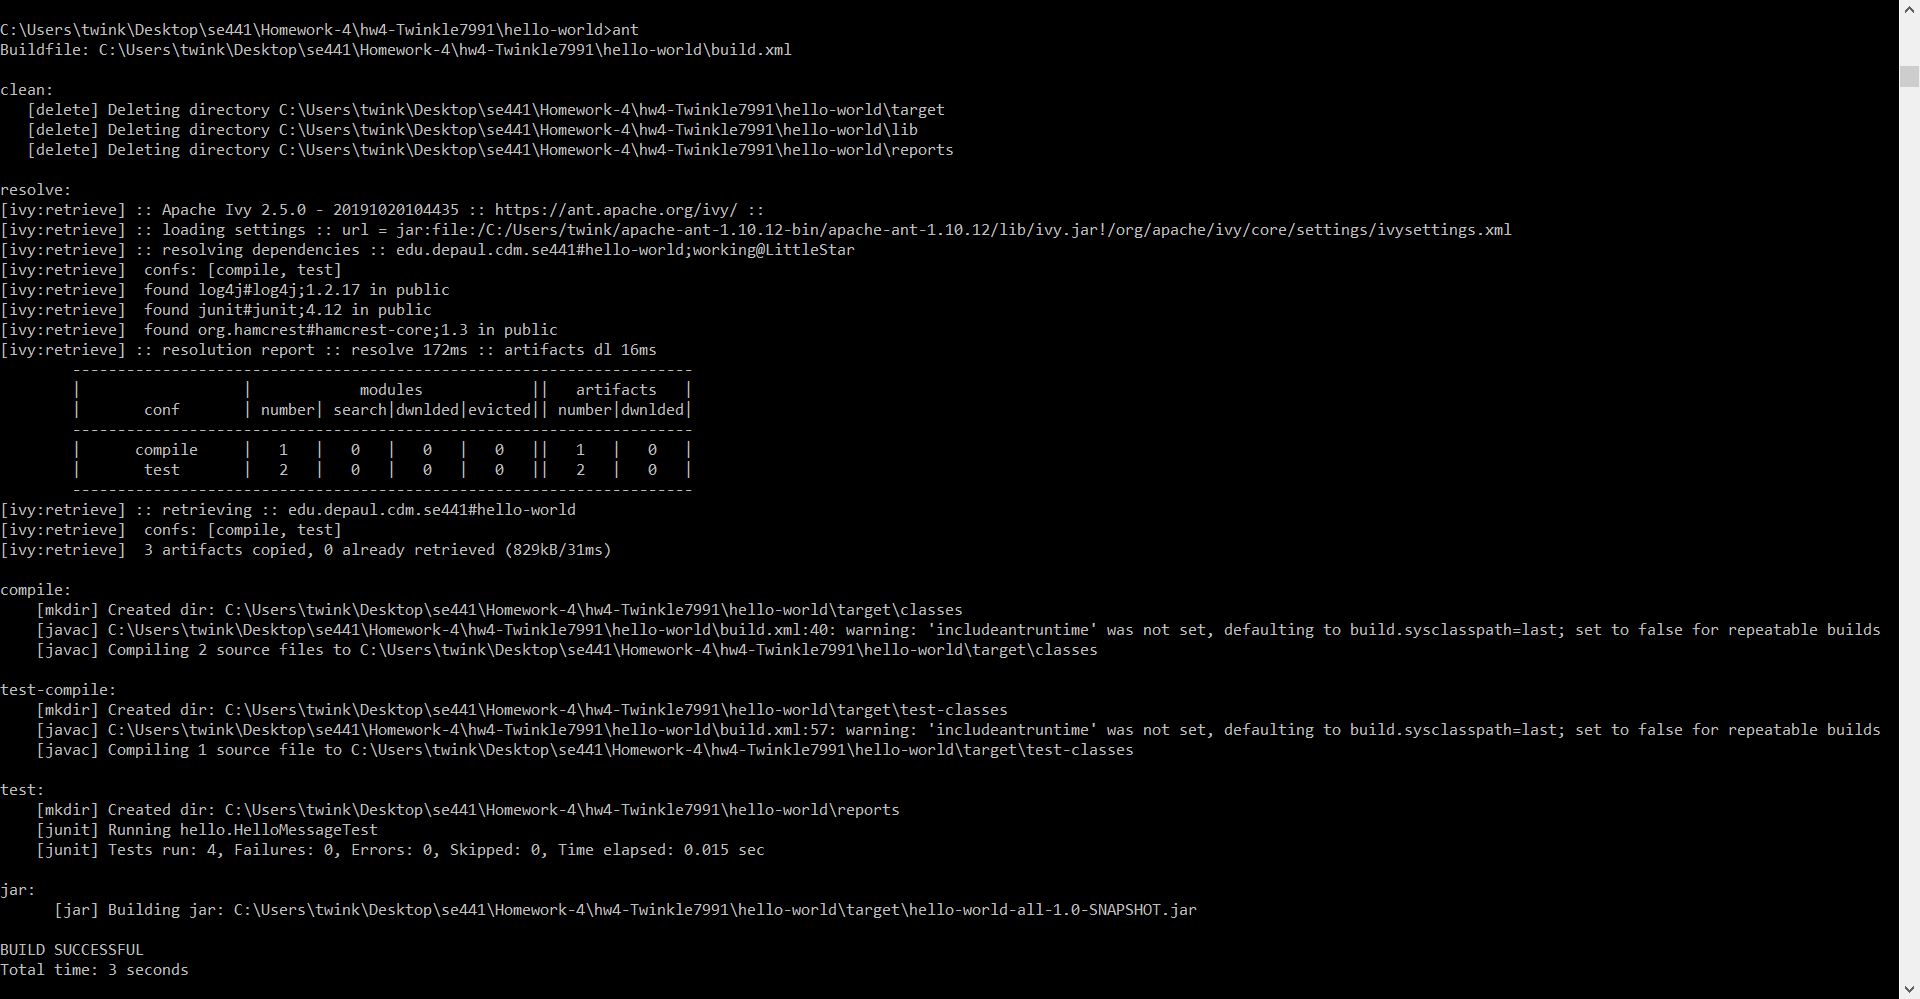 C:\Users\twink\Desktop\se441\Homework-4\hw4-Twinkle7991\hello-world>ant
Buildfile: C:\Users\twink\Desktop\se441\Homework-4\hw4-Twinkle7991\hello-world\build.xml

clean:
   [delete] Deleting directory C:\Users\twink\Desktop\se441\Homework-4\hw4-Twinkle7991\hello-world\target
   [delete] Deleting directory C:\Users\twink\Desktop\se441\Homework-4\hw4-Twinkle7991\hello-world\lib
   [delete] Deleting directory C:\Users\twink\Desktop\se441\Homework-4\hw4-Twinkle7991\hello-world\reports

resolve:
[ivy:retrieve] :: Apache Ivy 2.5.0 - 20191020104435 :: https://ant.apache.org/ivy/ ::
[ivy:retrieve] :: loading settings :: url = jar:file:/C:/Users/twink/apache-ant-1.10.12-bin/apache-ant-1.10.12/lib/ivy.jar!/org/apache/ivy/core/settings/ivysettings.xml
[ivy:retrieve] :: resolving dependencies :: edu.depaul.cdm.se441#hello-world;working@LittleStar
[ivy:retrieve]  confs: [compile, test]
[ivy:retrieve]  found log4j#log4j;1.2.17 in public
[ivy:retrieve]  found junit#junit;4.12 in public
[ivy:retrieve]  found org.hamcrest#hamcrest-core;1.3 in public
[ivy:retrieve] :: resolution report :: resolve 172ms :: artifacts dl 16ms
        ---------------------------------------------------------------------
        |                  |            modules            ||   artifacts   |
        |       conf       | number| search|dwnlded|evicted|| number|dwnlded|
        ---------------------------------------------------------------------
        |      compile     |   1   |   0   |   0   |   0   ||   1   |   0   |
        |       test       |   2   |   0   |   0   |   0   ||   2   |   0   |
        ---------------------------------------------------------------------
[ivy:retrieve] :: retrieving :: edu.depaul.cdm.se441#hello-world
[ivy:retrieve]  confs: [compile, test]
[ivy:retrieve]  3 artifacts copied, 0 already retrieved (829kB/31ms)

compile:
    [mkdir] Created dir: C:\Users\twink\Desktop\se441\Homework-4\hw4-Twinkle7991\hello-world\target\classes
    [javac] C:\Users\twink\Desktop\se441\Homework-4\hw4-Twinkle7991\hello-world\build.xml:40: warning: 'includeantruntime' was not set, defaulting to build.sysclasspath=last; set to false for repeatable builds
    [javac] Compiling 2 source files to C:\Users\twink\Desktop\se441\Homework-4\hw4-Twinkle7991\hello-world\target\classes

test-compile:
    [mkdir] Created dir: C:\Users\twink\Desktop\se441\Homework-4\hw4-Twinkle7991\hello-world\target\test-classes
    [javac] C:\Users\twink\Desktop\se441\Homework-4\hw4-Twinkle7991\hello-world\build.xml:57: warning: 'includeantruntime' was not set, defaulting to build.sysclasspath=last; set to false for repeatable builds
    [javac] Compiling 1 source file to C:\Users\twink\Desktop\se441\Homework-4\hw4-Twinkle7991\hello-world\target\test-classes

test:
    [mkdir] Created dir: C:\Users\twink\Desktop\se441\Homework-4\hw4-Twinkle7991\hello-world\reports
    [junit] Running hello.HelloMessageTest
    [junit] Tests run: 4, Failures: 0, Errors: 0, Skipped: 0, Time elapsed: 0.015 sec

jar:
      [jar] Building jar: C:\Users\twink\Desktop\se441\Homework-4\hw4-Twinkle7991\hello-world\target\hello-world-all-1.0-SNAPSHOT.jar

BUILD SUCCESSFUL
Total time: 3 seconds